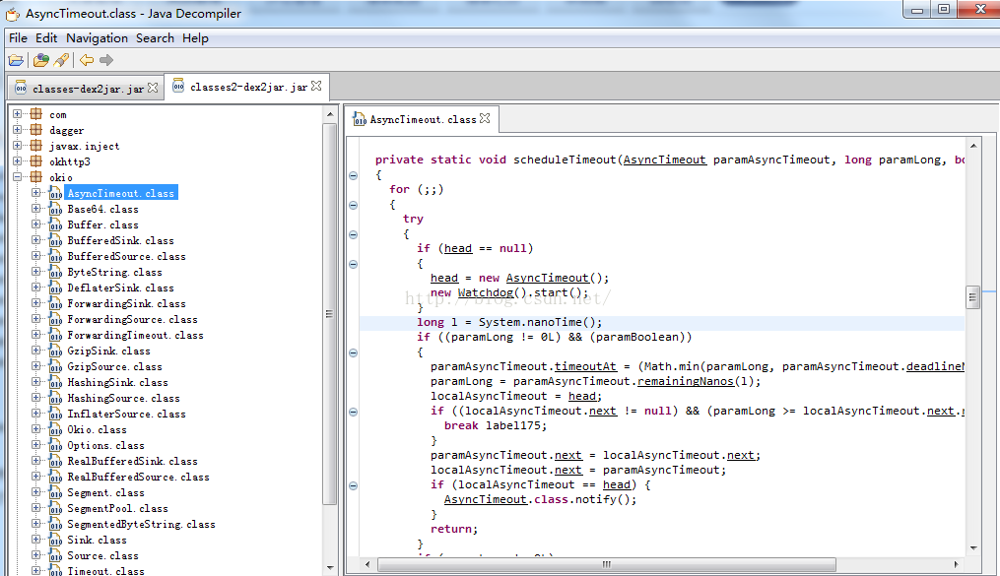 AsyncTimeout.class - Java Decompiler
File Edit Navigation Search Help
classes-dex2jar.jar classes2-dex2jar.jar
com
dagger
javax.inject
okhttp3
okio
AsyncTimeout.class
Base64.class
Buffer.class
BufferedSink.class
BufferedSource.class
ByteString.class
DeflaterSink.class
ForwardingSink.class
ForwardingSource.class
ForwardingTimeout.class
GzipSink.class
GzipSource.class
HashingSink.class
HashingSource.class
InflaterSource.class
Okio.class
Options.class
RealBufferedSink.class
RealBufferedSource.class
Segment.class
SegmentPool.class
SegmentedByteString.class
Sink.class
Source.class
Timeout.class
AsyncTimeout.class
private static void scheduleTimeout(AsyncTimeout paramAsyncTimeout, long paramLong, bo
{
for (;;)
{
try
{
if (head == null)
{
head = new AsyncTimeout();
new Watchdog().start();
http://blog.csdn.net/
}
long l = System.nanoTime();
if ((paramLong != 0L) && (paramBoolean))
{
paramAsyncTimeout.timeoutAt = (Math.min(paramLong, paramAsyncTimeout.deadlineN
paramLong = paramAsyncTimeout.remainingNanos(l);
localAsyncTimeout = head;
if ((localAsyncTimeout.next != null) && (paramLong >= localAsyncTimeout.next.r
break label175;
}
paramAsyncTimeout.next = localAsyncTimeout.next;
localAsyncTimeout.next = paramAsyncTimeout;
if (localAsyncTimeout == head) {
AsyncTimeout.class.notify();
}
return;
}